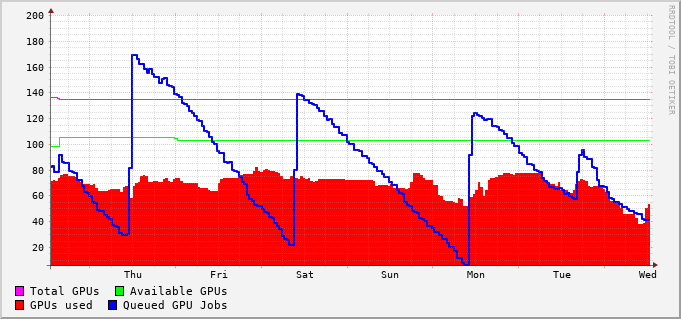 200
180
160
140
120
100
80
60
40
20
Thu Fri Sat Sun Mon Tue Wed
Total GPUs Available GPUs
GPUs used Queued GPU Jobs
RRDTOOL / TOBI OETIKER